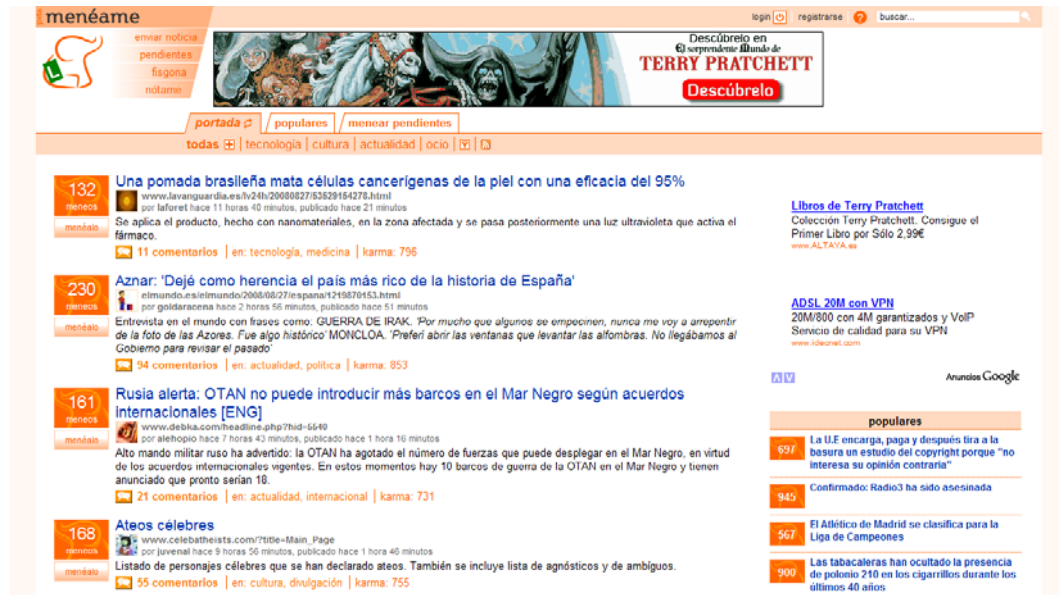 menéame
login
registrarse
?
buscar...
enviar noticia
pendientes
fisgona
nótame
L
Descúbrelo en
El sorprendente Mundo de
TERRY PRATCHETT
Descúbrelo
portada
populares
menear pendientes
todas | tecnología | cultura | actualidad | ocio |
132
meneos
menéalo
Una pomada brasileña mata células cancerígenas de la piel con una eficacia del 95%
www.lavanguardia.es/lv24h/20080827/53529154278.html
por laforet hace 11 horas 40 minutos, publicado hace 21 minutos
Se aplica el producto, hecho con nanomateriales, en la zona afectada y se pasa posteriormente una luz ultravioleta que activa el
fármaco.
11 comentarios | en: tecnología, medicina | karma: 796
230
meneos
menéalo
Aznar: 'Dejé como herencia el país más rico de la historia de España'
elmundo.es/elmundo/2008/08/27/espana/1219870153.html
por goldaracena hace 2 horas 56 minutos, publicado hace 51 minutos
Entrevista en el mundo con frases como: GUERRA DE IRAK. 'Por mucho que algunos se empecinen, nunca me voy a arrepentir
de la foto de las Azores. Fue algo histórico' MONCLOA. 'Preferí abrir las ventanas que levantar las alfombras. No llegábamos al
Gobierno para revisar el pasado'
94 comentarios | en: actualidad, política | karma: 853
161
meneos
menéalo
Rusia alerta: OTAN no puede introducir más barcos en el Mar Negro según acuerdos
internacionales [ENG]
www.debka.com/headline.php?hid=5540
por alehopio hace 7 horas 43 minutos, publicado hace 1 hora 16 minutos
Alto mando militar ruso ha advertido: la OTAN ha agotado el número de fuerzas que puede desplegar en el Mar Negro, en virtud
de los acuerdos internacionales vigentes. En estos momentos hay 10 barcos de guerra de la OTAN en el Mar Negro y tienen
anunciado que pronto serían 18.
21 comentarios | en: actualidad, internacional | karma: 731
168
meneos
menéalo
Ateos célebres
www.celebatheists.com/?title=Main_Page
por juvenal hace 9 horas 56 minutos, publicado hace 1 hora 46 minutos
Listado de personajes célebres que se han declarado ateos. También se incluye lista de agnósticos y de ambíguos.
55 comentarios | en: cultura, divulgación | karma: 755
Libros de Terry Pratchett
Colección Terry Pratchett. Consigue el
Primer Libro por Sólo 2,99€
www.ALTAYA.es
ADSL 20M con VPN
20M/800 con 4M garantizados y VoIP
Servicio de calidad para su VPN
www.ideonet.com
Anuncios Google
populares
697
La U.E encarga, paga y después tira a la
basura un estudio del copyright porque "no
interesa su opinión contraria"
945
Confirmado: Radio3 ha sido asesinada
567
El Atlético de Madrid se clasifica para la
Liga de Campeones
900
Las tabacaleras han ocultado la presencia
de polonio 210 en los cigarrillos durante los
últimos 40 años